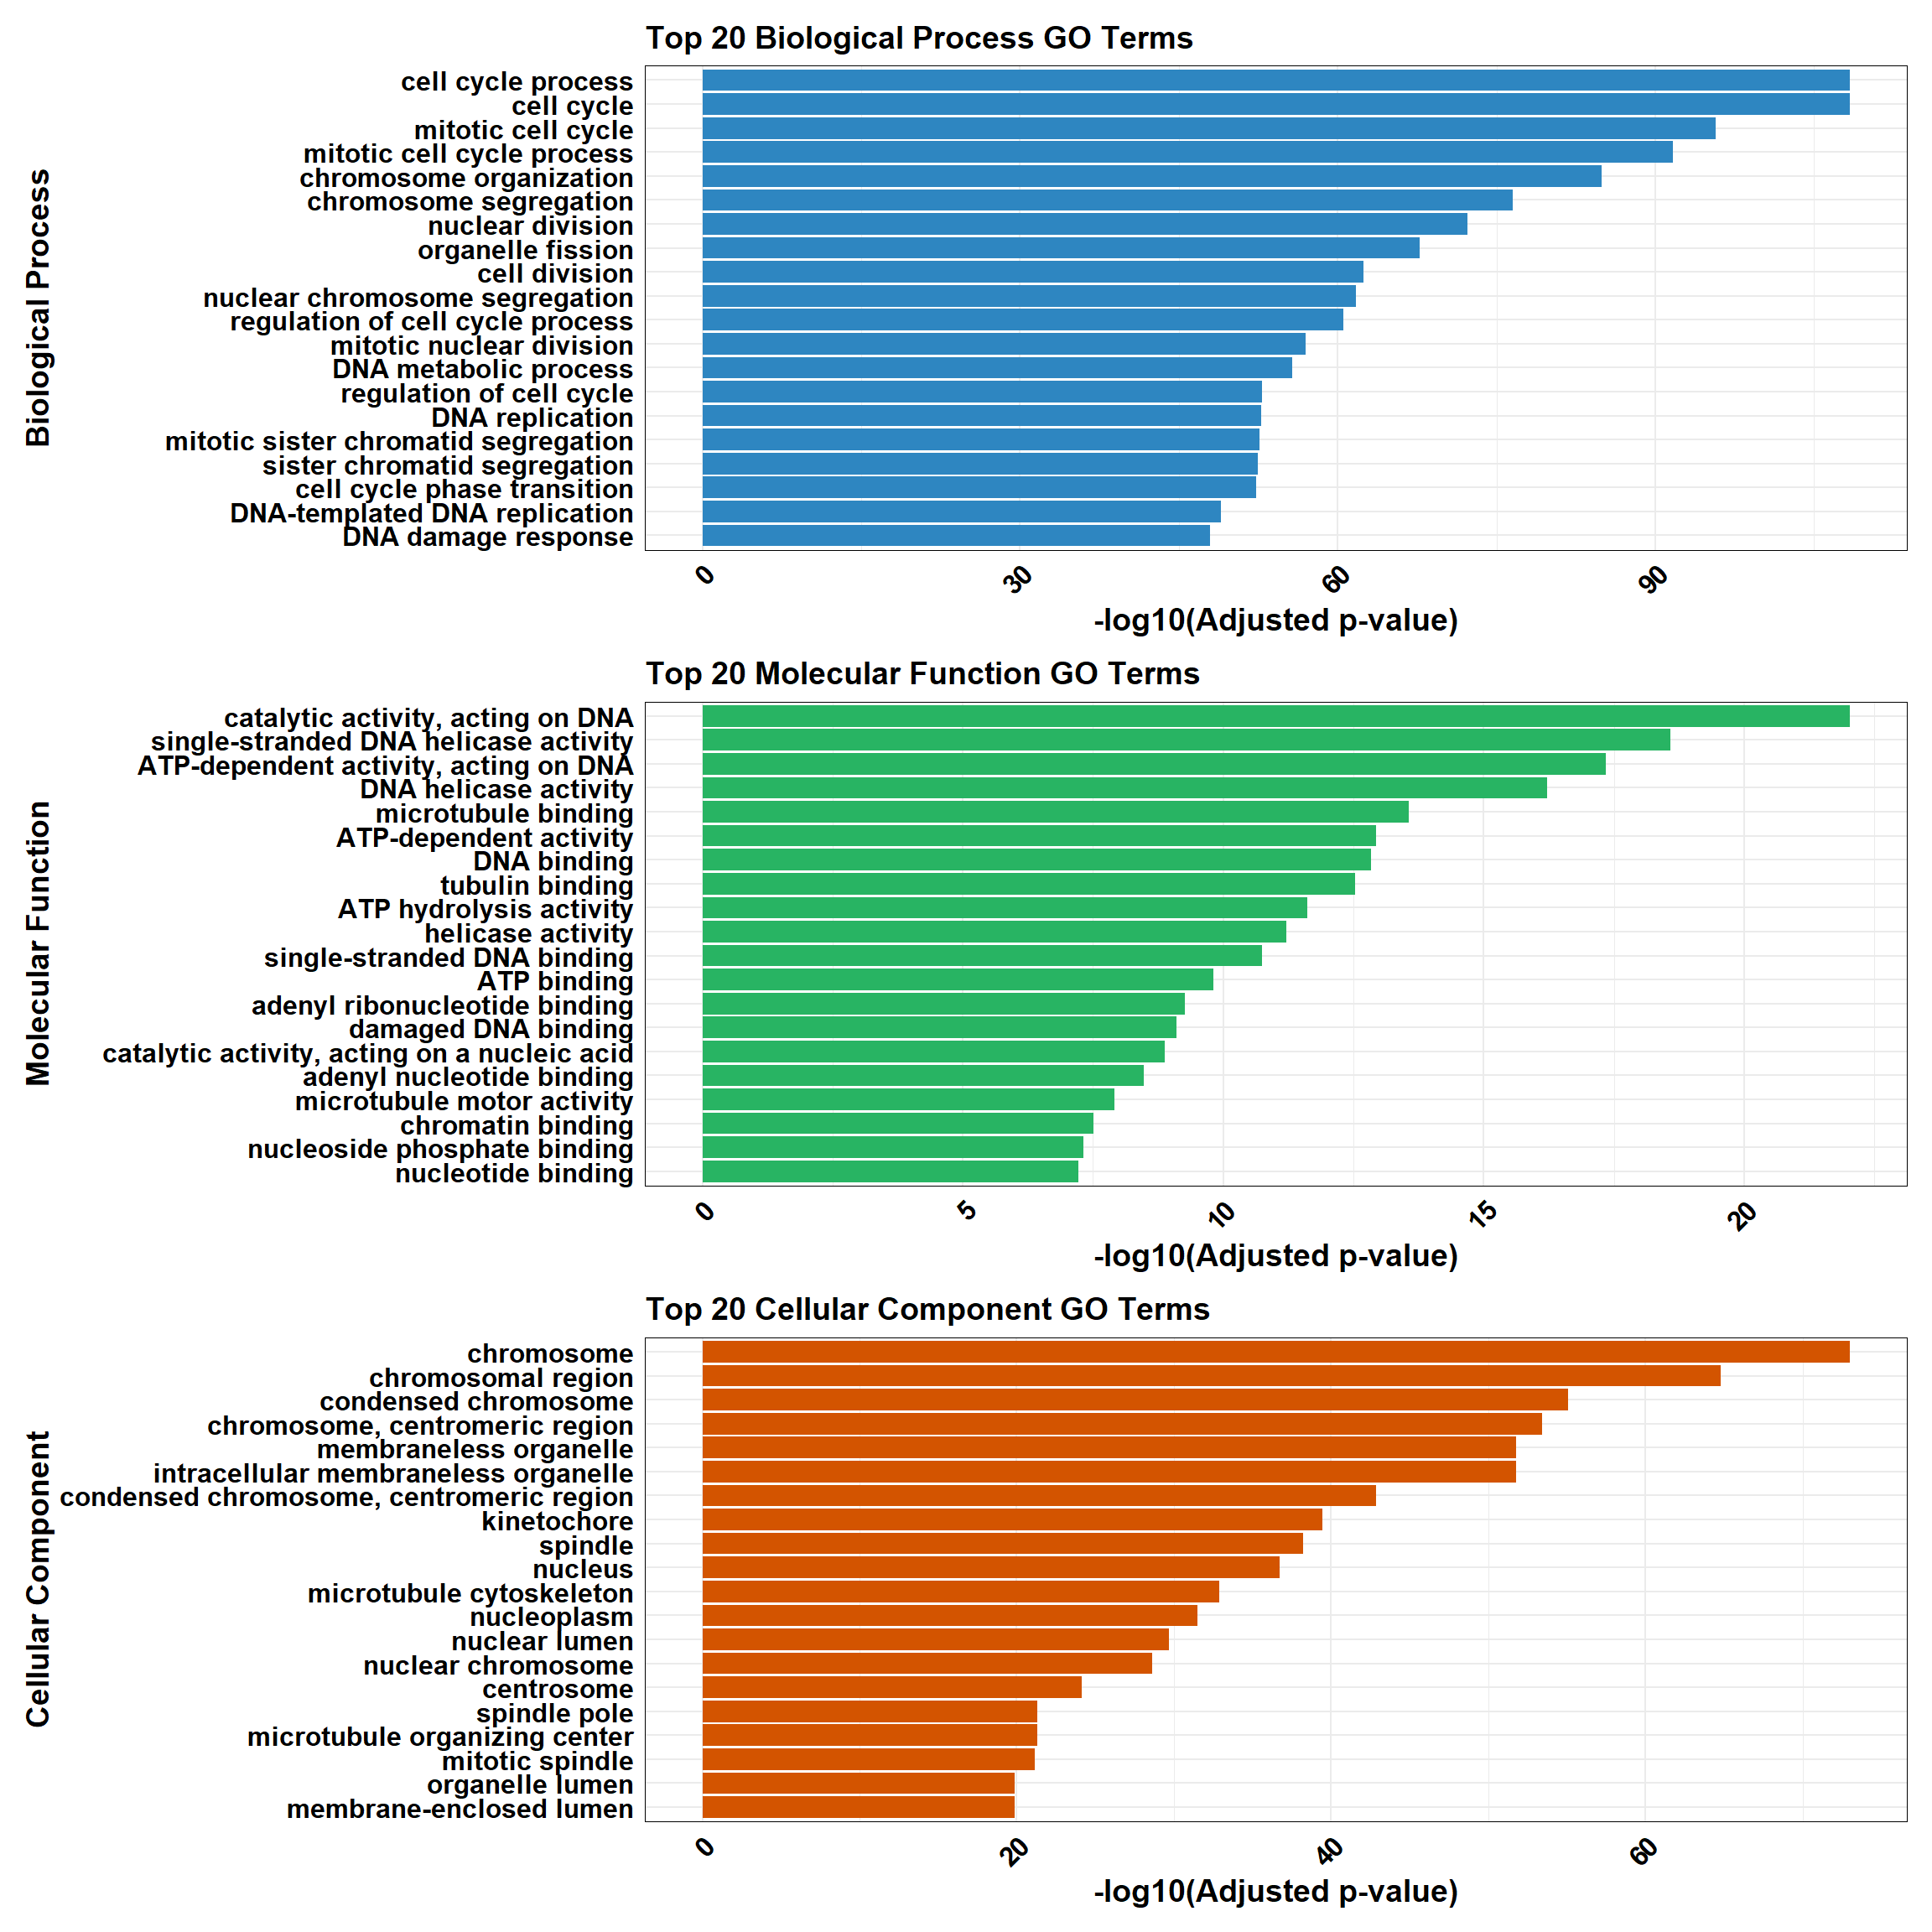 Top 20 Biological Process GO Terms
Biological Process
cell cycle process
cell cycle
mitotic cell cycle
mitotic cell cycle process
chromosome organization
chromosome segregation
nuclear division
organelle fission
cell division
nuclear chromosome segregation
regulation of cell cycle process
mitotic nuclear division
DNA metabolic process
regulation of cell cycle
DNA replication
mitotic sister chromatid segregation
sister chromatid segregation
cell cycle phase transition
DNA-templated DNA replication
DNA damage response
0 30 60 90
-log10(Adjusted p-value)
Top 20 Molecular Function GO Terms
Molecular Function
catalytic activity, acting on DNA
single-stranded DNA helicase activity
ATP-dependent activity, acting on DNA
DNA helicase activity
microtubule binding
ATP-dependent activity
DNA binding
tubulin binding
ATP hydrolysis activity
helicase activity
single-stranded DNA binding
ATP binding
adenyl ribonucleotide binding
damaged DNA binding
catalytic activity, acting on a nucleic acid
adenyl nucleotide binding
microtubule motor activity
chromatin binding
nucleoside phosphate binding
nucleotide binding
0 5 10 15 20
-log10(Adjusted p-value)
Top 20 Cellular Component GO Terms
Cellular Component
chromosome
chromosomal region
condensed chromosome
chromosome, centromeric region
membraneless organelle
intracellular membraneless organelle
condensed chromosome, centromeric region
kinetochore
spindle
nucleus
microtubule cytoskeleton
nucleoplasm
nuclear lumen
nuclear chromosome
centrosome
spindle pole
microtubule organizing center
mitotic spindle
organelle lumen
membrane-enclosed lumen
0 20 40 60
-log10(Adjusted p-value)